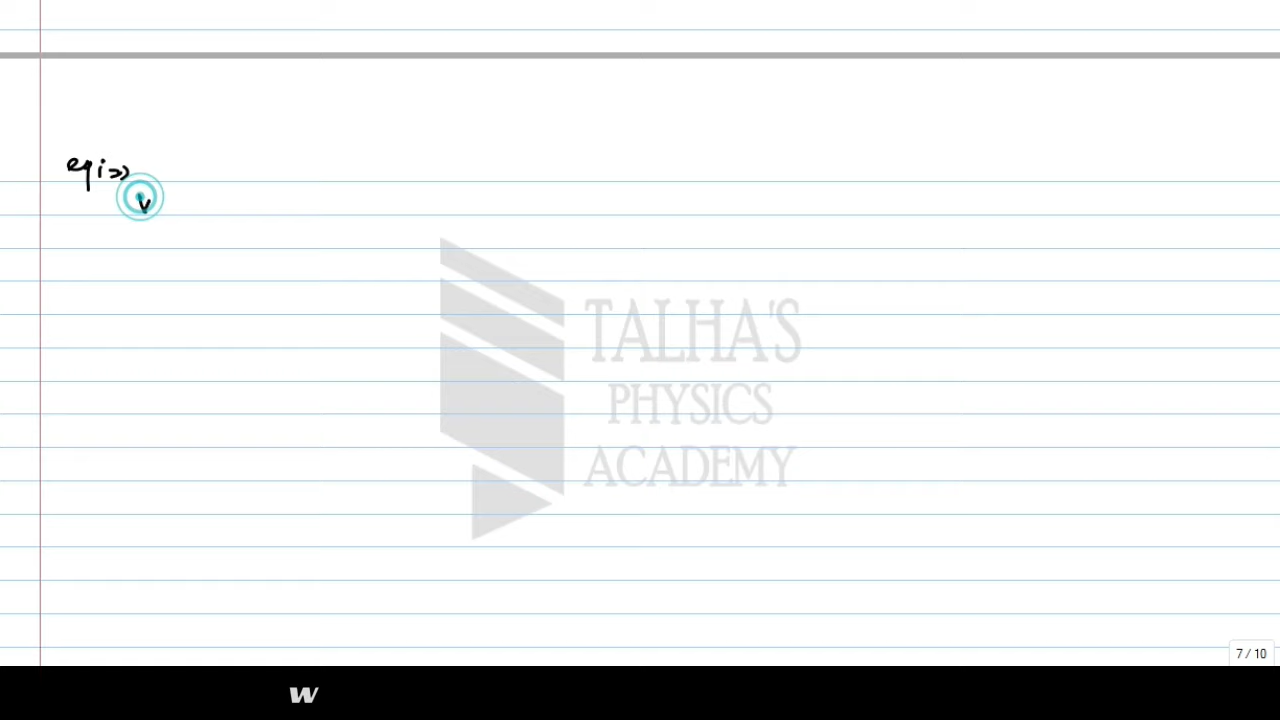 eq i =>
v
TALHA'S
PHYSICS
ACADEMY
7 / 10
W